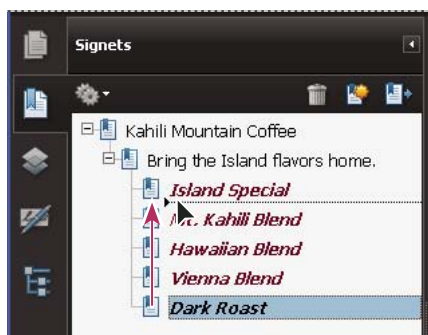 Signets
Kahili Mountain Coffee
Bring the Island flavors home.
Island Special
Mt. Kahili Blend
Hawaiian Blend
Vienna Blend
Dark Roast